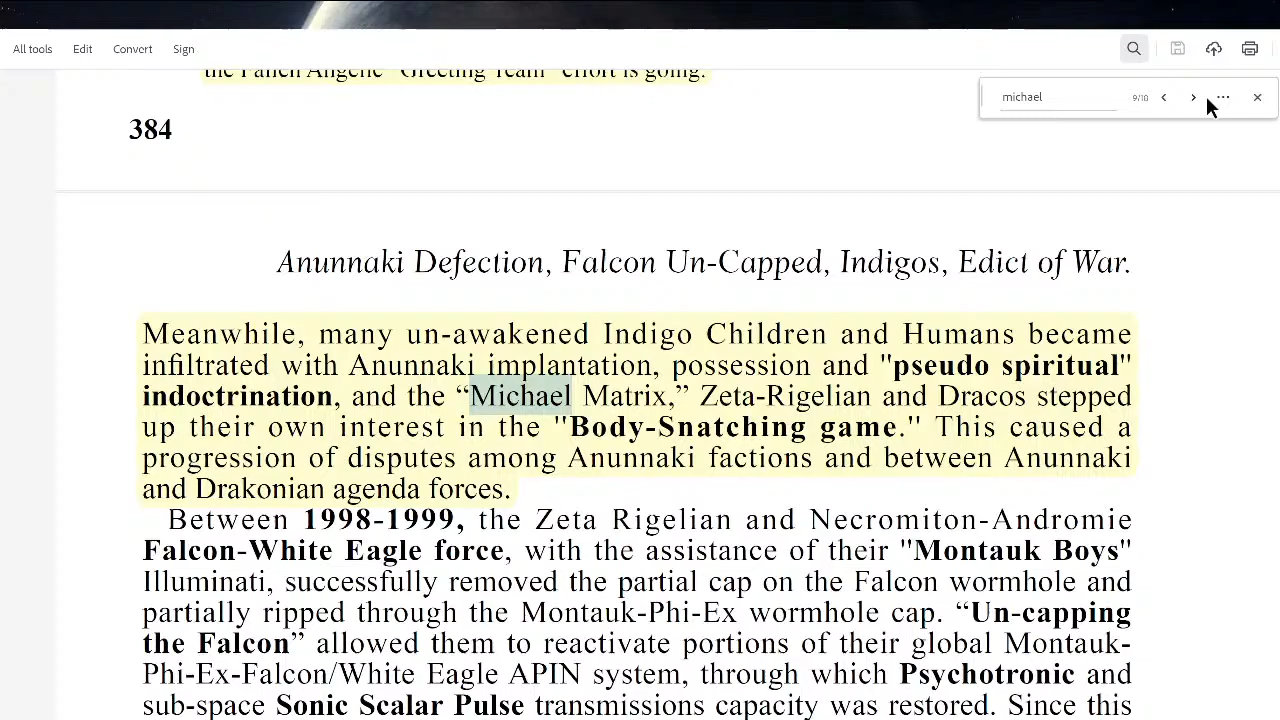 All tools Edit Convert Sign
the Fallen Angelic "Greeting Team" effort is going.
michael 9/10
384
Anunnaki Defection, Falcon Un-Capped, Indigos, Edict of War.
Meanwhile, many un-awakened Indigo Children and Humans became
infiltrated with Anunnaki implantation, possession and "pseudo spiritual"
indoctrination, and the “Michael Matrix,” Zeta-Rigelian and Dracos stepped
up their own interest in the "Body-Snatching game." This caused a
progression of disputes among Anunnaki factions and between Anunnaki
and Drakonian agenda forces.
Between 1998-1999, the Zeta Rigelian and Necromiton-Andromie
Falcon-White Eagle force, with the assistance of their "Montauk Boys"
Illuminati, successfully removed the partial cap on the Falcon wormhole and
partially ripped through the Montauk-Phi-Ex wormhole cap. “Un-capping
the Falcon” allowed them to reactivate portions of their global Montauk-
Phi-Ex-Falcon/White Eagle APIN system, through which Psychotronic and
sub-space Sonic Scalar Pulse transmissions capacity was restored. Since this